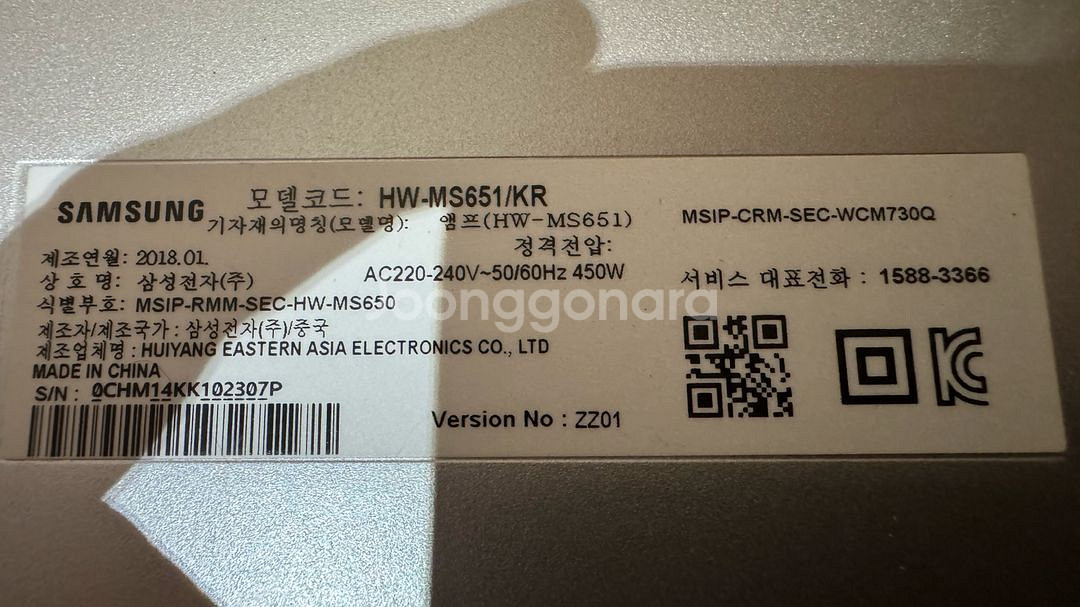 SAMSUNG
모델코드: HW-MS651/KR
기자재의명칭(모델명): 앰프(HW-MS651)
정격전압:
AC220-240V~50/60Hz 450W
제조연월: 2018.01.
상 호 명: 삼성전자(주)
식별부호: MSIP-RMM-SEC-HW-MS650
제조자/제조국가 : 삼성전자(주)/중국
제조업체명 : HUIYANG EASTERN ASIA ELECTRONICS CO., LTD
MADE IN CHINA
S/N : 0CHM14KK102307P
Version No : ZZ01
MSIP-CRM-SEC-WCM730Q
서비스 대표전화 : 1588-3366
joonggonara